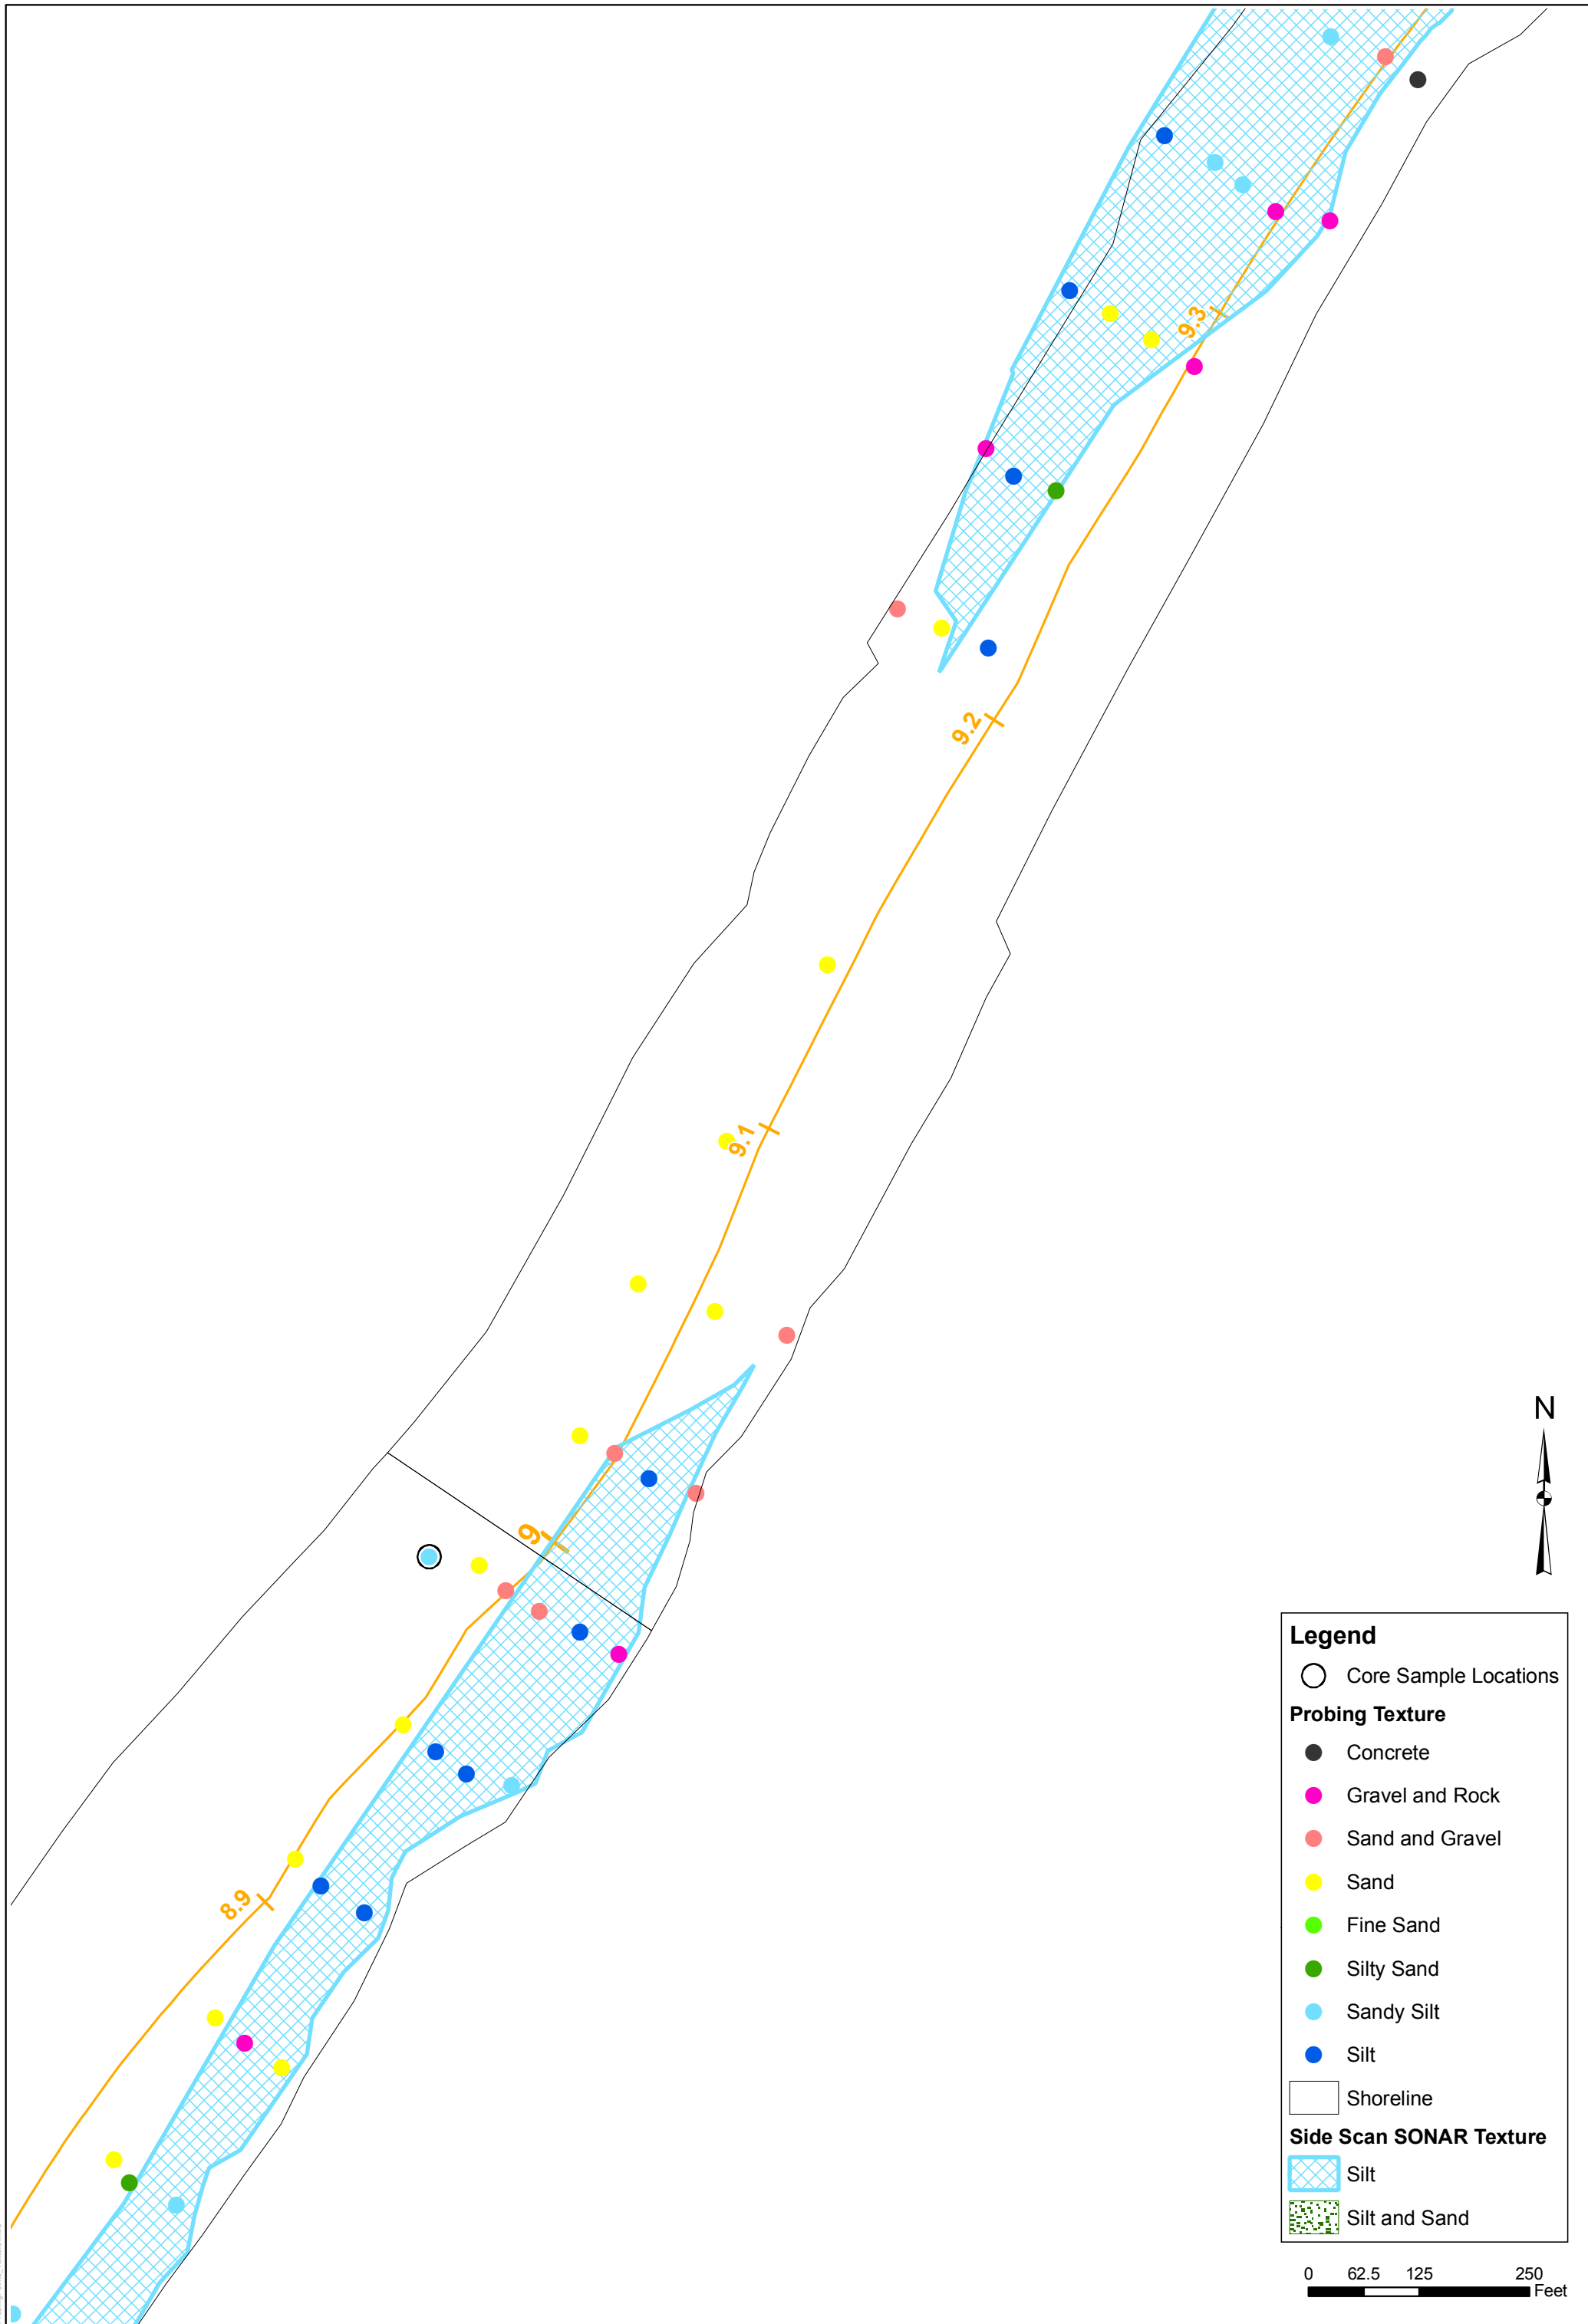 9.3
9.2
9.1
9
8.9
N
Legend
Core Sample Locations
Probing Texture
Concrete
Gravel and Rock
Sand and Gravel
Sand
Fine Sand
Silty Sand
Sandy Silt
Silt
Shoreline
Side Scan SONAR Texture
Silt
Silt and Sand
0 62.5 125 250
Feet